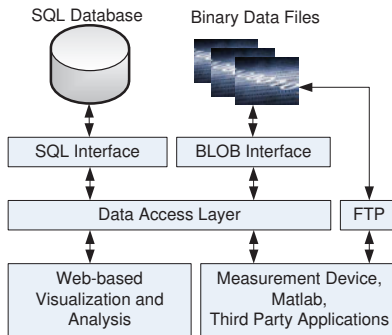 SQL Database
Binary Data Files
SQL Interface
BLOB Interface
Data Access Layer
FTP
Web-based
Visualization and
Analysis
Measurement Device,
Matlab,
Third Party Applications